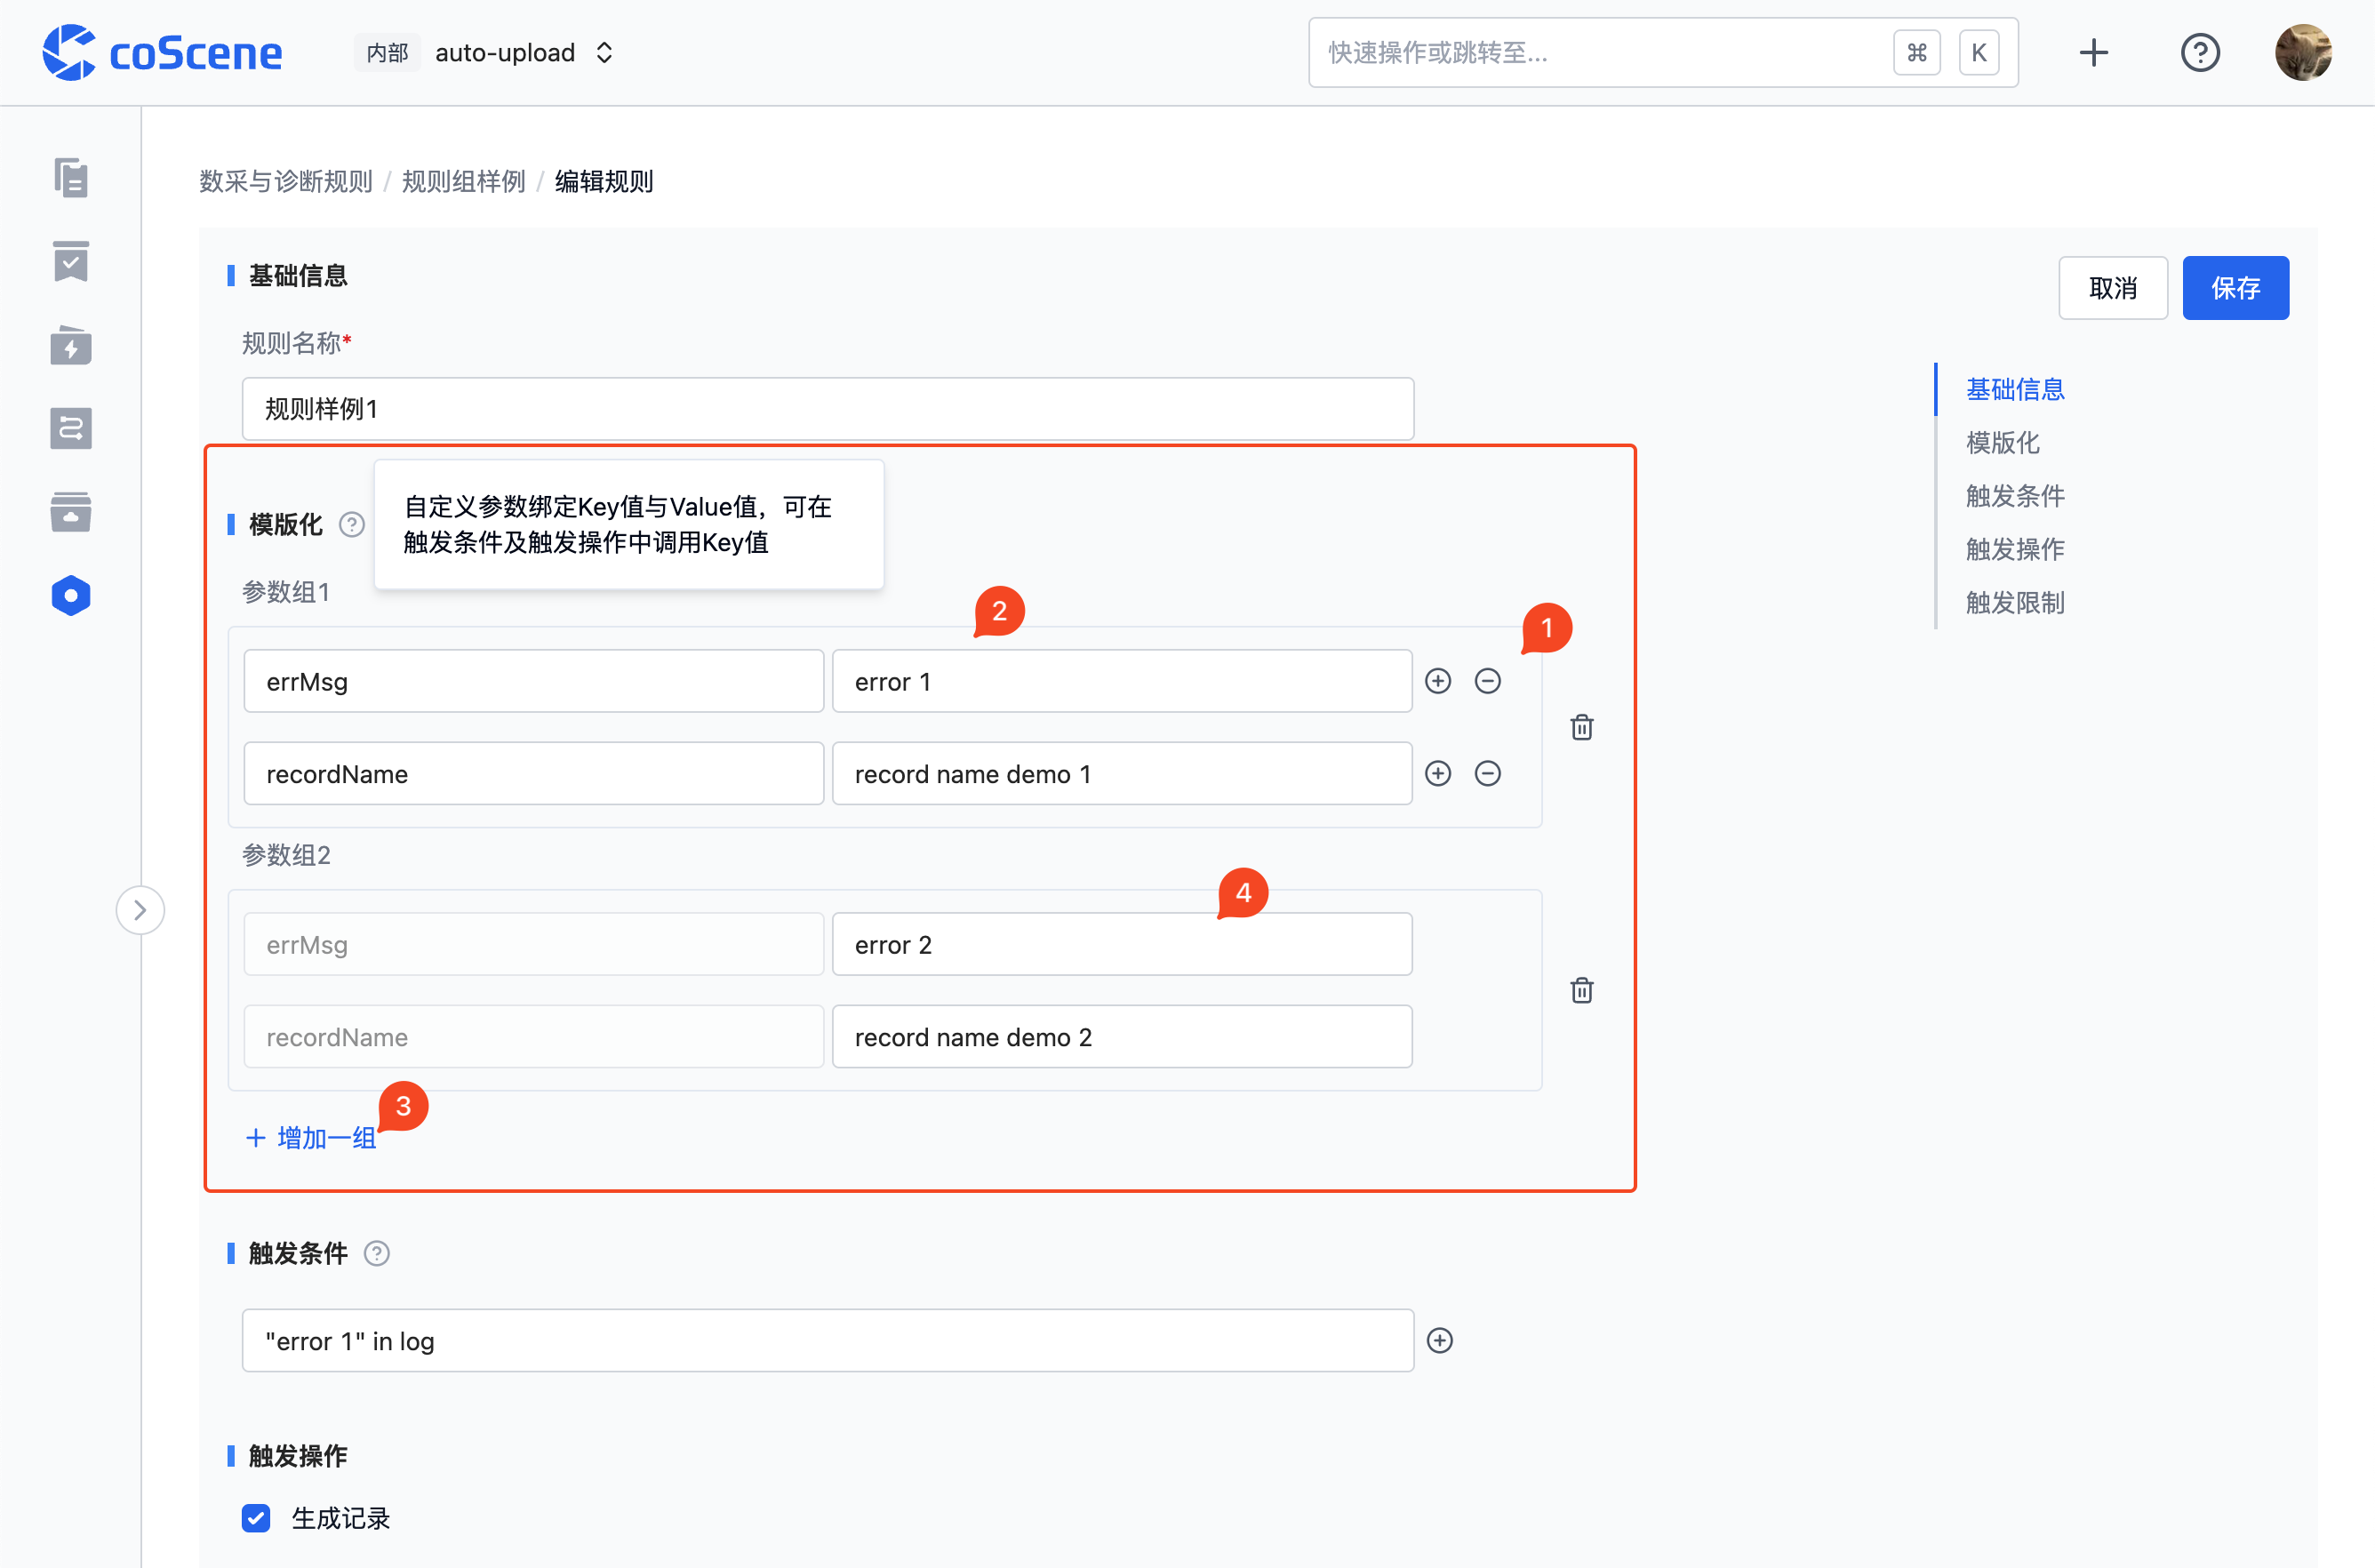 coScene
内部 auto-upload
快速操作或跳转至... ⌘ K
数采与诊断规则 / 规则组样例 / 编辑规则
基础信息
取消 保存
规则名称*
规则样例1
基础信息
模版化
触发条件
触发操作
触发限制
模版化
自定义参数绑定Key值与Value值，可在
触发条件及触发操作中调用Key值
参数组1
2
1
errMsg error 1
recordName record name demo 1
参数组2
4
errMsg error 2
recordName record name demo 2
3
+ 增加一组
触发条件
"error 1" in log
触发操作
生成记录